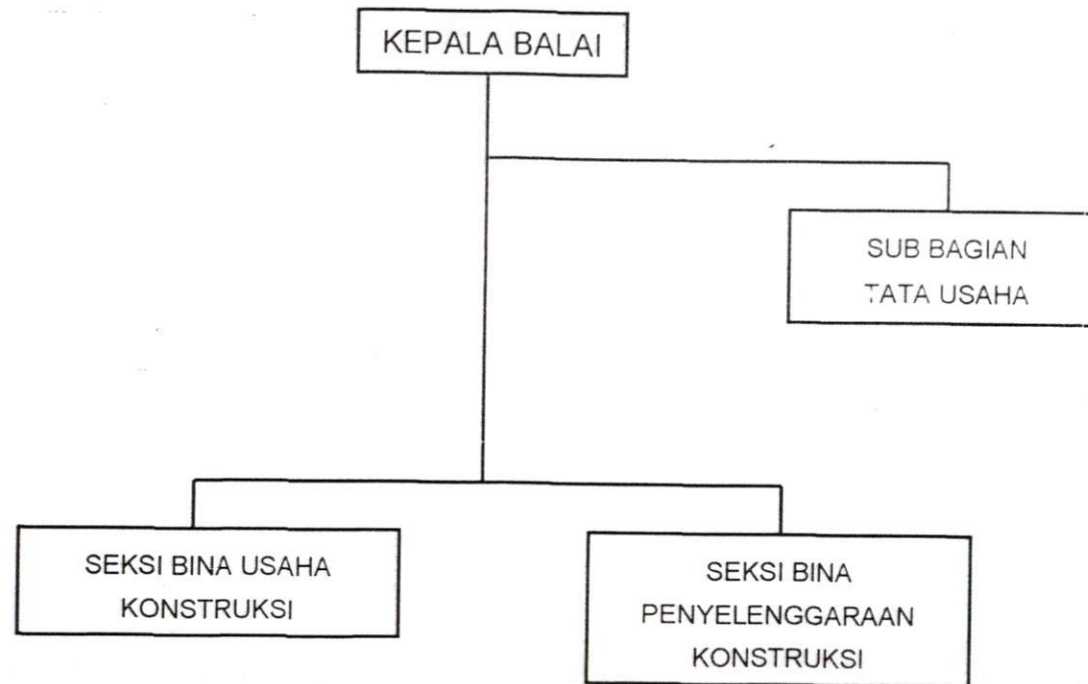 KEPALA BALAI
SUB BAGIAN
TATA USAHA
SEKSI BINA USAHA
KONSTRUKSI
SEKSI BINA
PENYELENGGARAAN
KONSTRUKSI